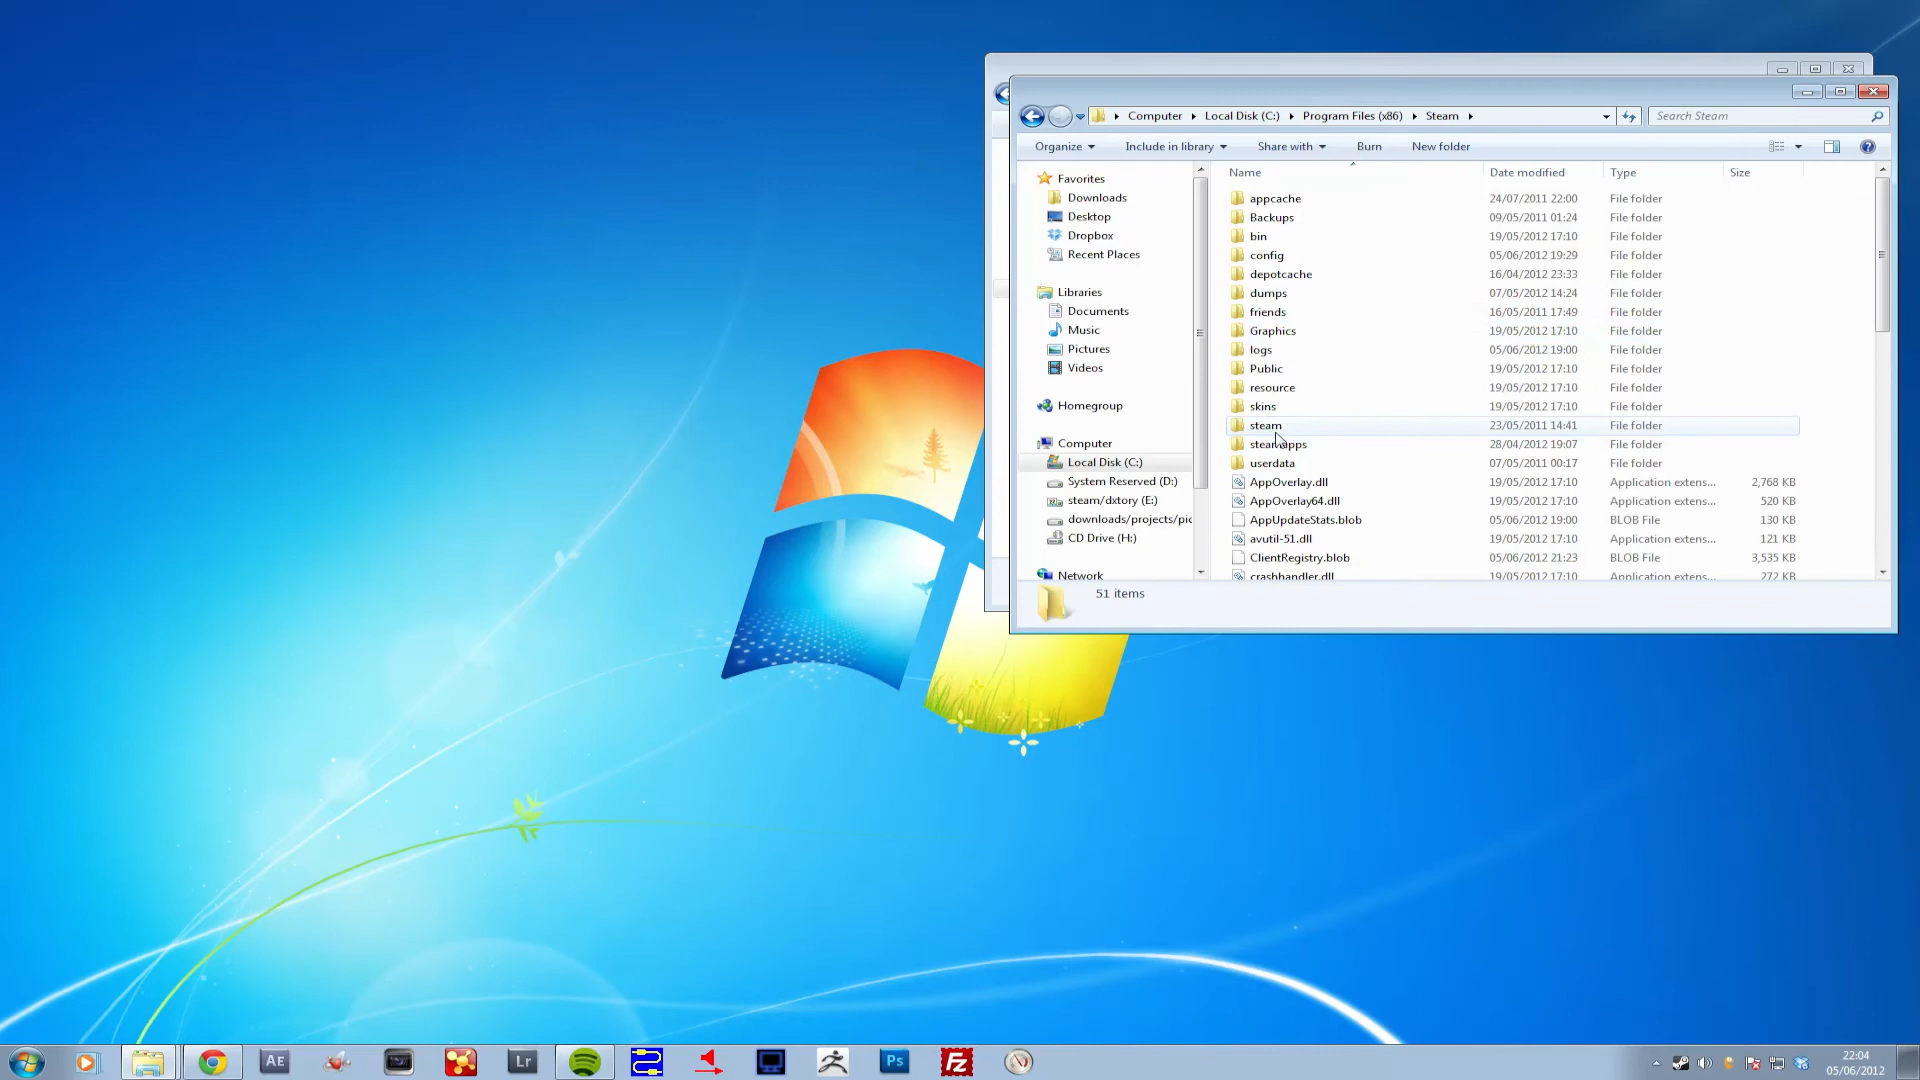 Computer Local Disk (C:) Program Files (x86) Steam
Search Steam
Organize Include in library Share with Burn New folder
Favorites
Downloads
Desktop
Dropbox
Recent Places
Libraries
Documents
Music
Pictures
Videos
Homegroup
Computer
Local Disk (C:)
System Reserved (D:)
steam/dxtory (E:)
downloads/projects/pic
CD Drive (H:)
Network
Name Date modified Type Size
appcache 24/07/2011 22:00 File folder
Backups 09/05/2011 01:24 File folder
bin 19/05/2012 17:10 File folder
config 05/06/2012 19:29 File folder
depotcache 16/04/2012 23:33 File folder
dumps 07/05/2012 14:24 File folder
friends 16/05/2011 17:49 File folder
Graphics 19/05/2012 17:10 File folder
logs 05/06/2012 19:00 File folder
Public 19/05/2012 17:10 File folder
resource 19/05/2012 17:10 File folder
skins 19/05/2012 17:10 File folder
steam 23/05/2011 14:41 File folder
steamapps 28/04/2012 19:07 File folder
userdata 07/05/2011 00:17 File folder
AppOverlay.dll 19/05/2012 17:10 Application extens... 2,768 KB
AppOverlay64.dll 19/05/2012 17:10 Application extens... 520 KB
AppUpdateStats.blob 05/06/2012 19:00 BLOB File 130 KB
avutil-51.dll 19/05/2012 17:10 Application extens... 121 KB
ClientRegistry.blob 05/06/2012 21:23 BLOB File 3,535 KB
crashhandler.dll 19/05/2012 17:10 Application extens... 272 KB
51 items
AE
Lr
Ps
Fz
22:04
05/06/2012